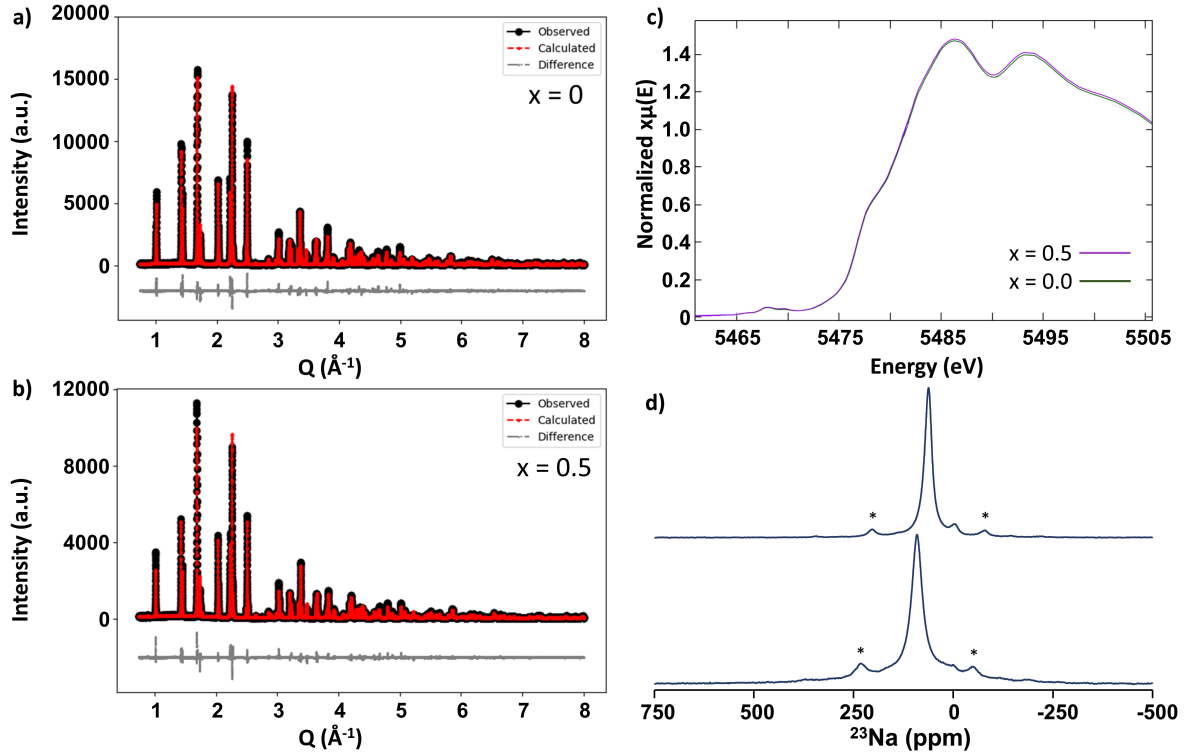 a)
20000
15000
10000
5000
0
Intensity (a.u.)
Observed
Calculated
Difference
x = 0
1 2 3 4 5 6 7 8
Q (Å-1)
b)
12000
8000
4000
0
Intensity (a.u.)
Observed
Calculated
Difference
x = 0.5
1 2 3 4 5 6 7 8
Q (Å-1)
c)
1.4
1.2
1.0
0.8
0.6
0.4
0.2
0
Normalized xμ(E)
x = 0.5
x = 0.0
5465 5475 5485 5495 5505
Energy (eV)
d)
* *
* *
750 500 250 0 -250 -500
23Na (ppm)